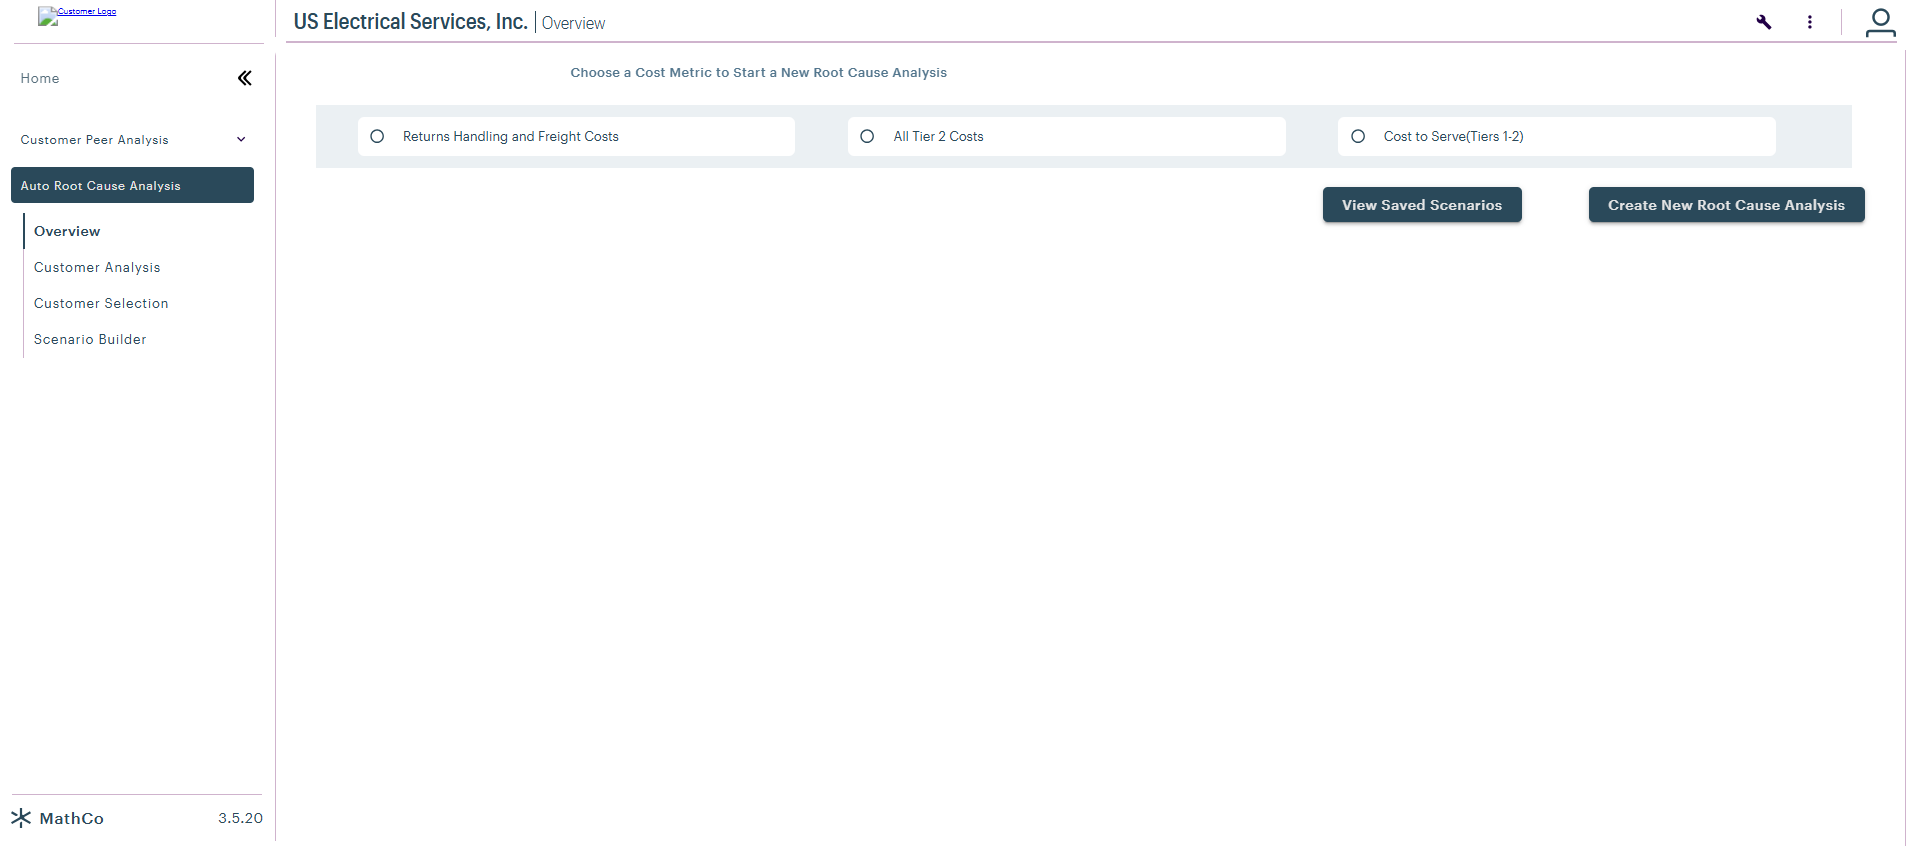 Customer Logo
US Electrical Services, Inc. | Overview
Home
Choose a Cost Metric to Start a New Root Cause Analysis
Customer Peer Analysis
Returns Handling and Freight Costs
All Tier 2 Costs
Cost to Serve(Tiers 1-2)
Auto Root Cause Analysis
View Saved Scenarios
Create New Root Cause Analysis
Overview
Customer Analysis
Customer Selection
Scenario Builder
MathCo
3.5.20